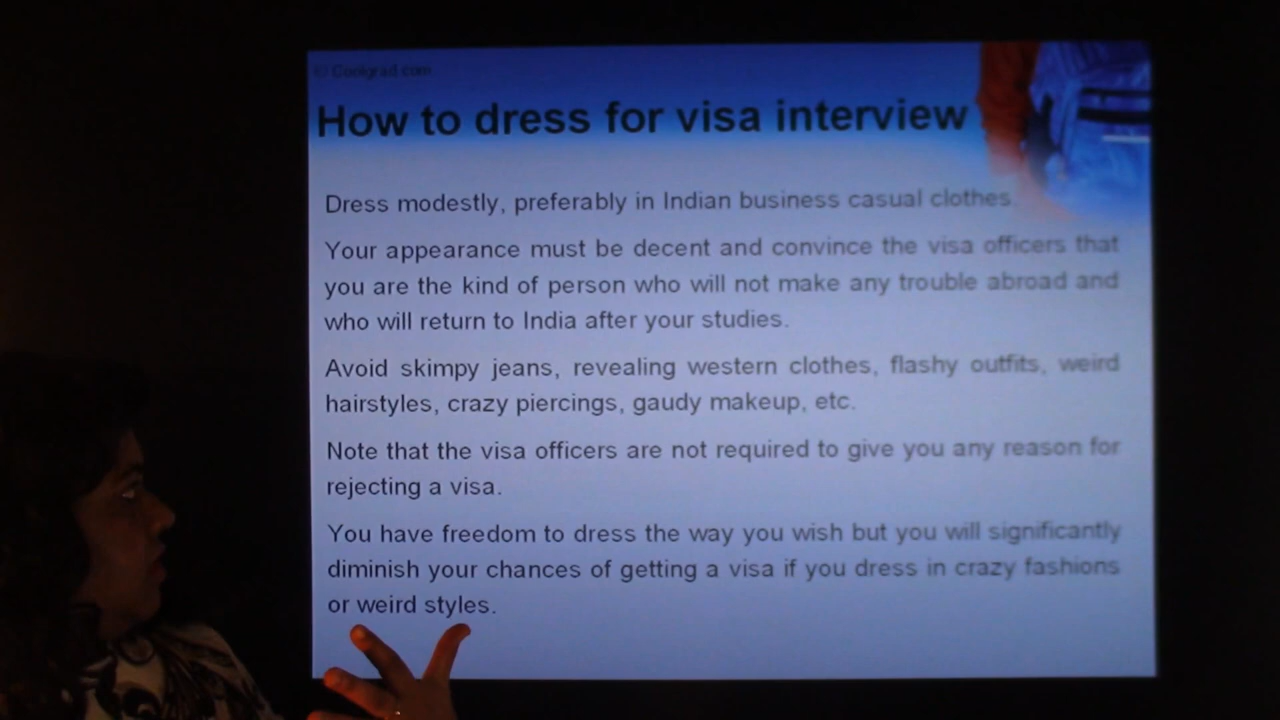 © Coolgrad.com
How to dress for visa interview
Dress modestly, preferably in Indian business casual clothes.
Your appearance must be decent and convince the visa officers that
you are the kind of person who will not make any trouble abroad and
who will return to India after your studies.
Avoid skimpy jeans, revealing western clothes, flashy outfits, weird
hairstyles, crazy piercings, gaudy makeup, etc.
Note that the visa officers are not required to give you any reason for
rejecting a visa.
You have freedom to dress the way you wish but you will significantly
diminish your chances of getting a visa if you dress in crazy fashions
or weird styles.